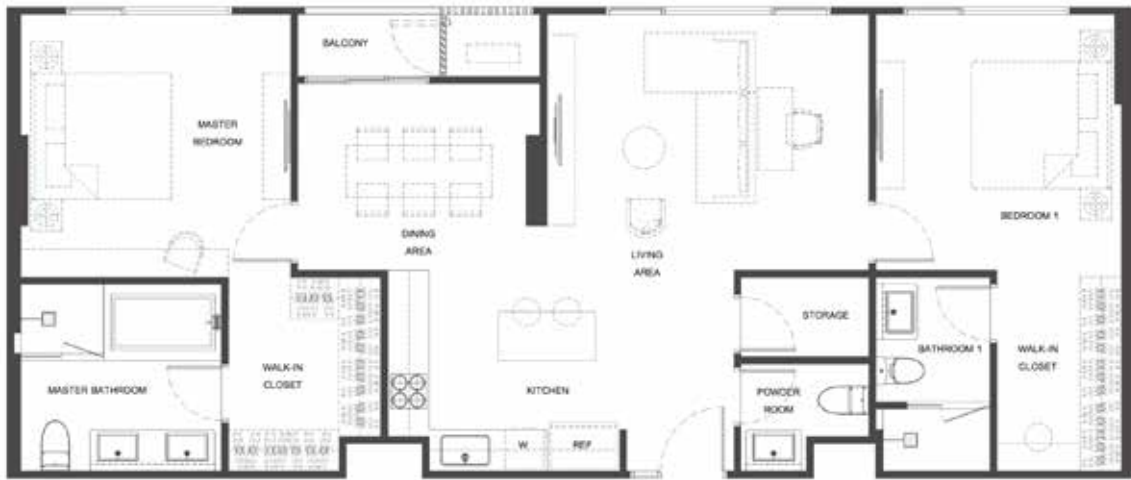 BALCONY
MASTER
BEDROOM
BEDROOM 1
DINING
AREA
LIVING
AREA
STORAGE
BATHROOM 1
WALK-IN
CLOSET
WALK-IN
CLOSET
MASTER BATHROOM
KITCHEN
POWDER
ROOM
W.
REF